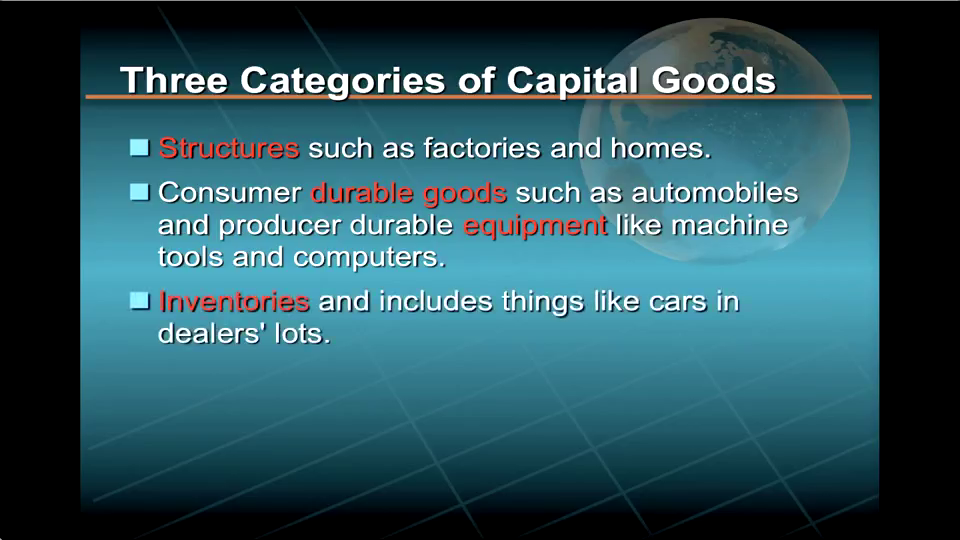 Three Categories of Capital Goods
Structures such as factories and homes.
Consumer durable goods such as automobiles
and producer durable equipment like machine
tools and computers.
Inventories and includes things like cars in
dealers' lots.